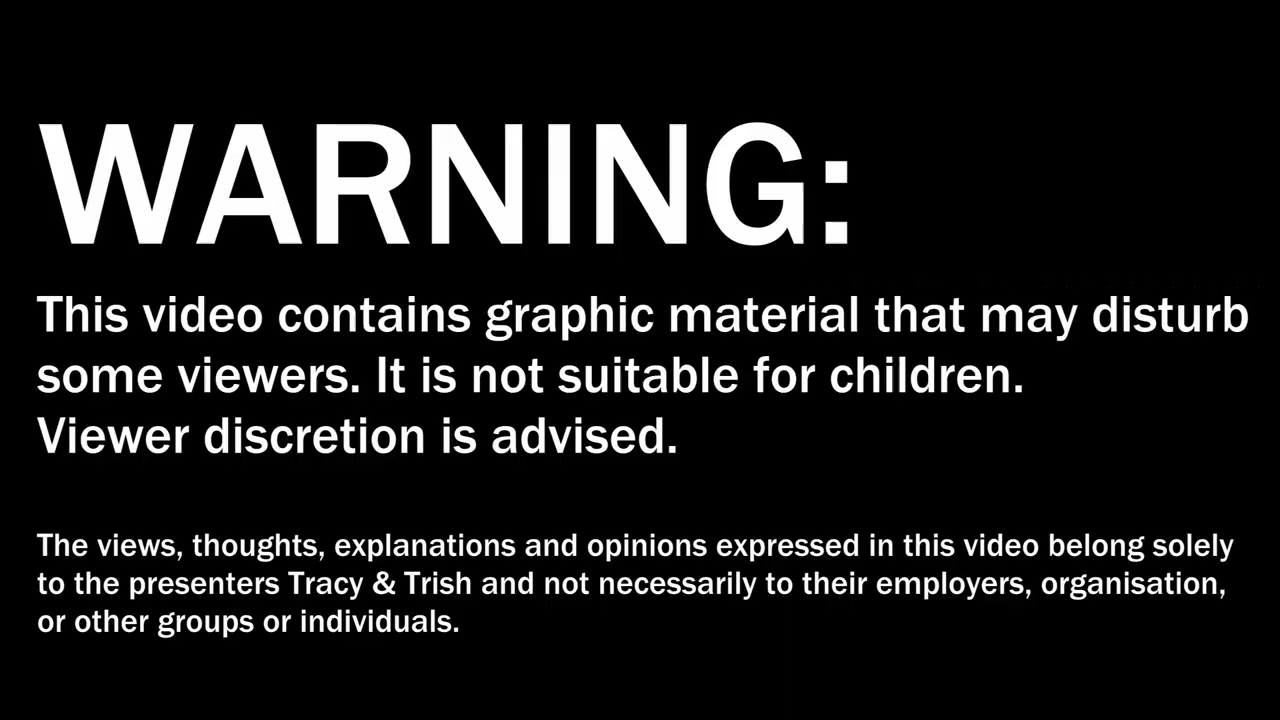 WARNING:
This video contains graphic material that may disturb
some viewers. It is not suitable for children.
Viewer discretion is advised.
The views, thoughts, explanations and opinions expressed in this video belong solely
to the presenters Tracy & Trish and not necessarily to their employers, organisation,
or other groups or individuals.